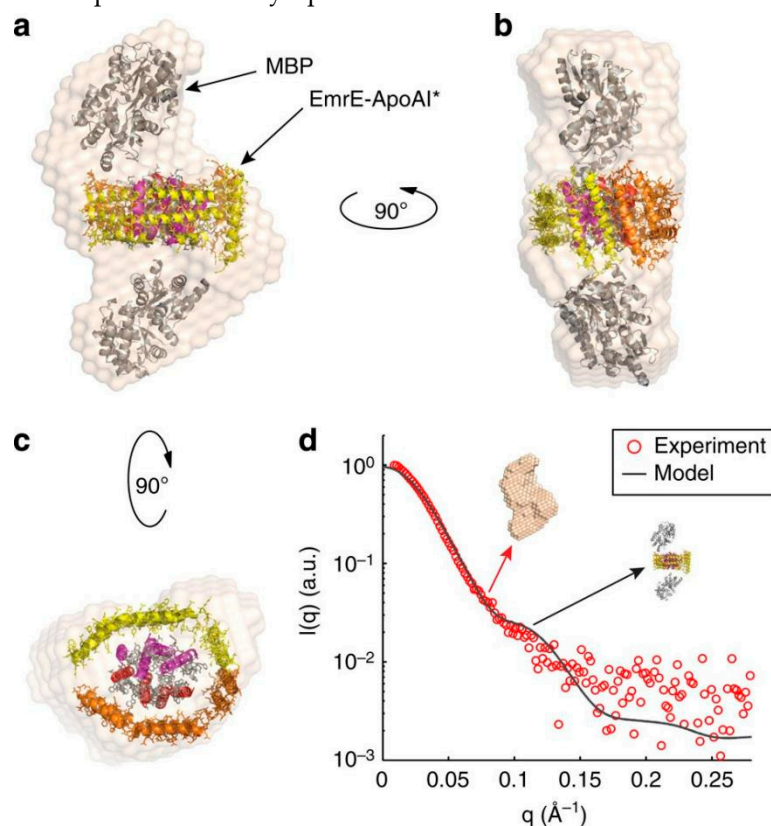 a
b
MBP
EmrE-ApoAI*
90°
c
d
90°
Experiment
Model
10⁰
10⁻¹
10⁻²
10⁻³
I(q) (a.u.)
0
0.05
0.1
0.15
0.2
0.25
q (Å⁻¹)